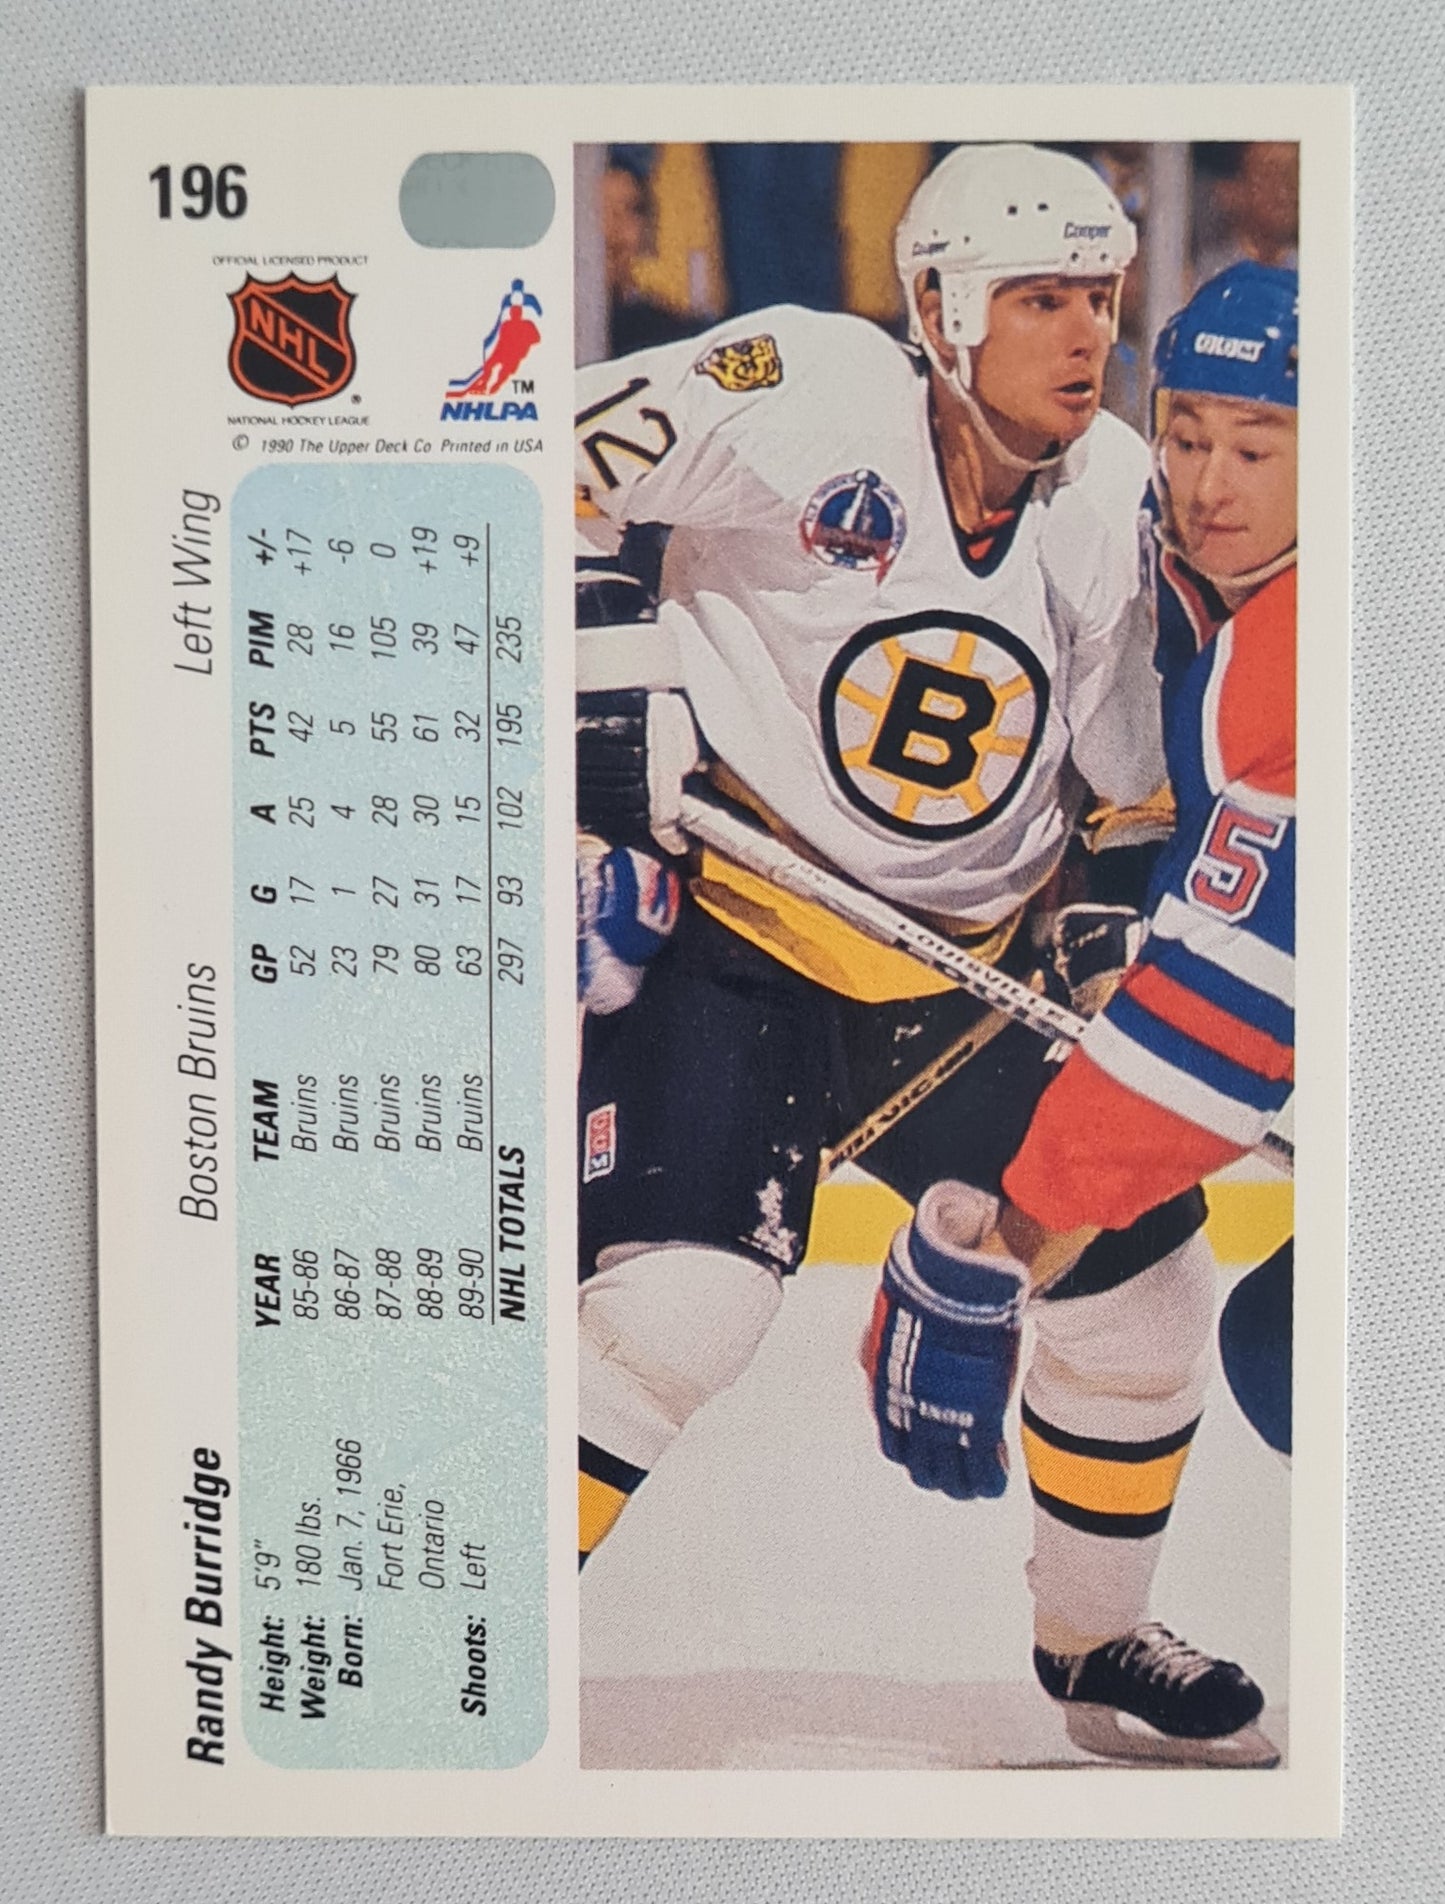 196
OFFICIAL LICENSED PRODUCT
NHL
®
NATIONAL HOCKEY LEAGUE
TM
NHLPA
© 1990 The Upper Deck Co Printed in USA
Randy Burridge Boston Bruins Left Wing
Height: 5'9"
Weight: 180 lbs.
Born: Jan. 7, 1966
Fort Erie,
Ontario
Shoots: Left
YEAR TEAM GP G A PTS PIM +/-
85-86 Bruins 52 17 25 42 28 +17
86-87 Bruins 23 1 4 5 16 -6
87-88 Bruins 79 27 28 55 105 0
88-89 Bruins 80 31 30 61 39 +19
89-90 Bruins 63 17 15 32 47 +9
NHL TOTALS 297 93 102 195 235
Cooper
Cooper
12
B
5
LOUISVILLE